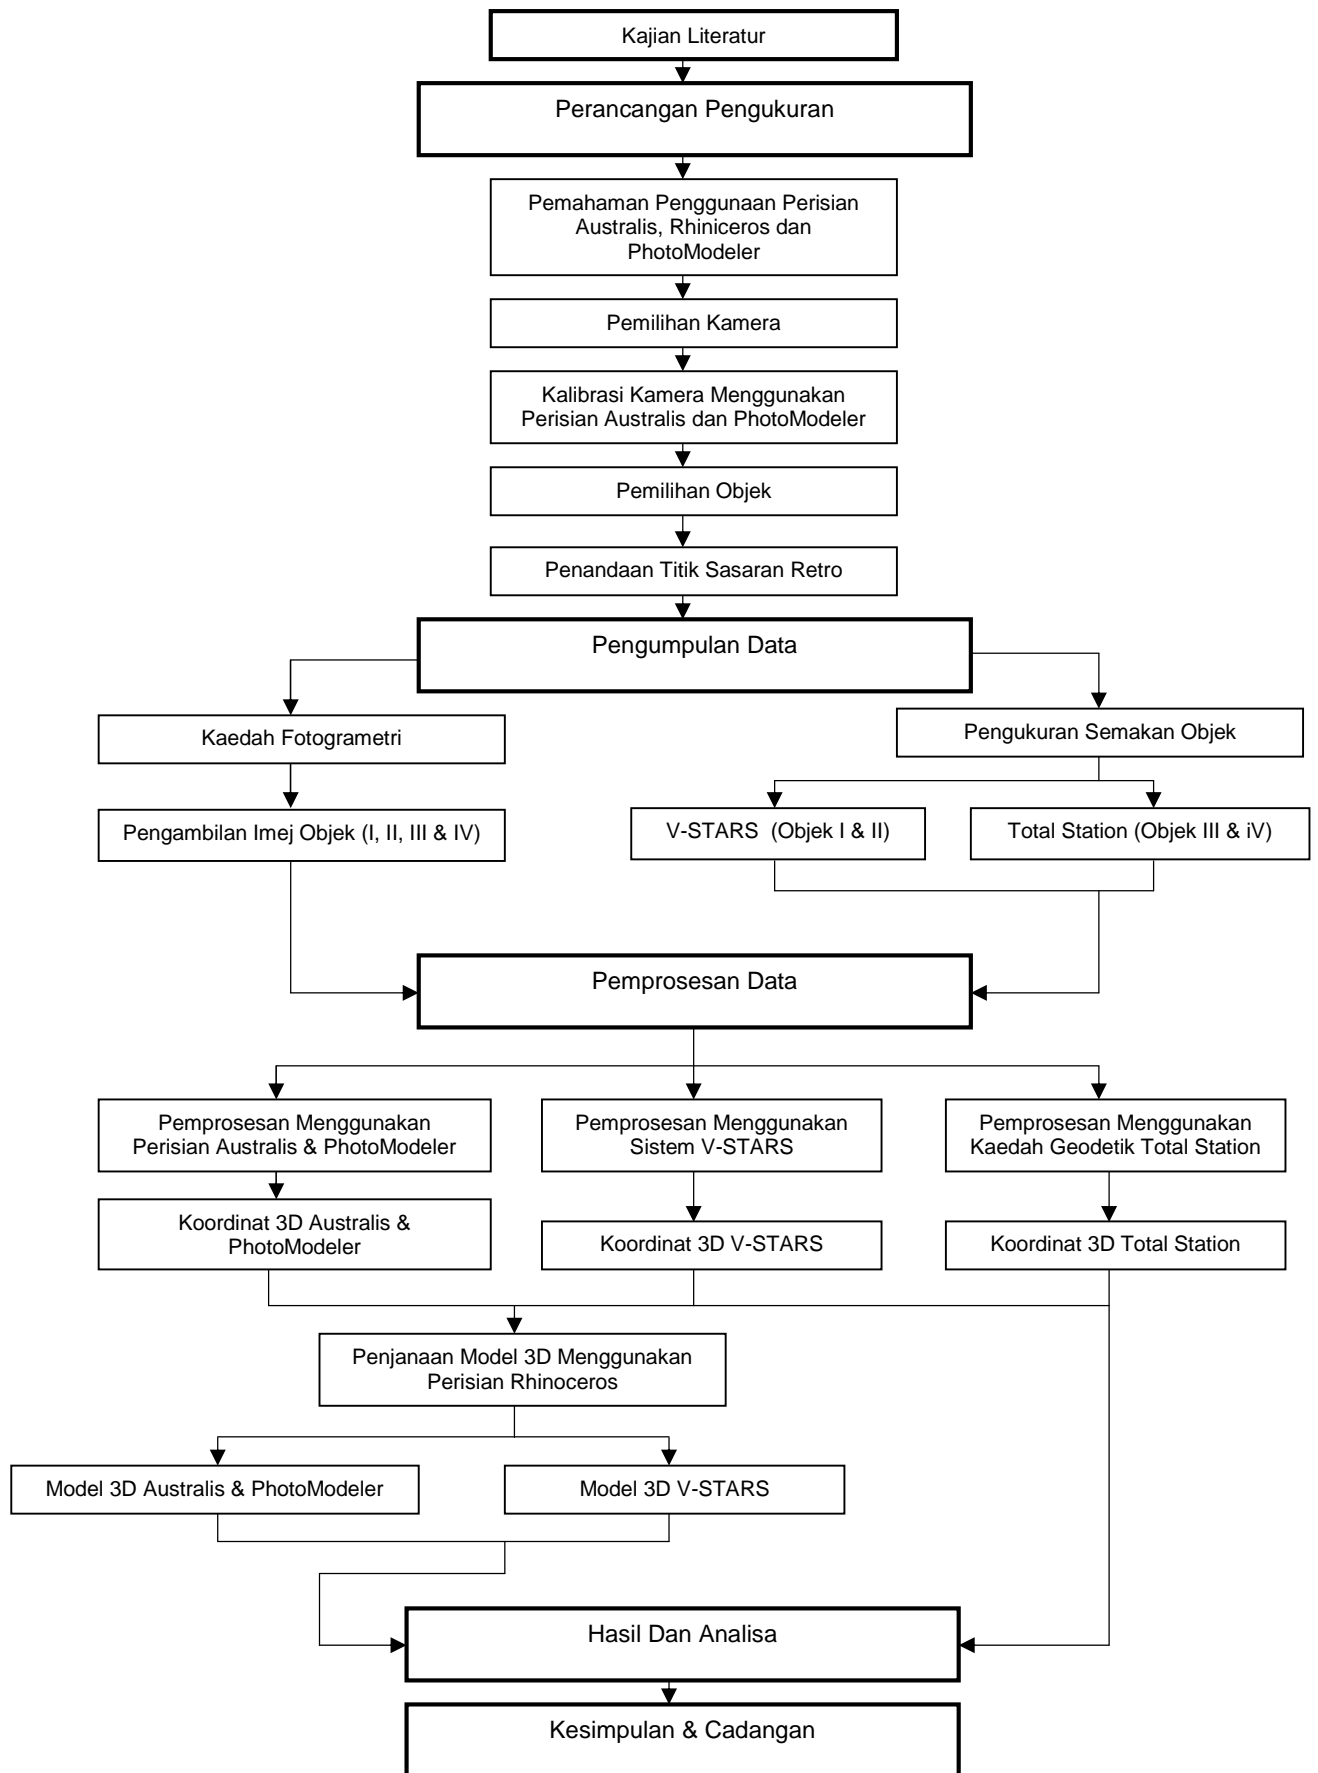 Kajian Literatur
Perancangan Pengukuran
Pemahaman Penggunaan Perisian
Australis, Rhiniceros dan
PhotoModeler
Pemilihan Kamera
Kalibrasi Kamera Menggunakan
Perisian Australis dan PhotoModeler
Pemilihan Objek
Penandaan Titik Sasaran Retro
Pengumpulan Data
Kaedah Fotogrametri
Pengukuran Semakan Objek
Pengambilan Imej Objek (I, II, III & IV)
V-STARS (Objek I & II)
Total Station (Objek III & iV)
Pemprosesan Data
Pemprosesan Menggunakan
Perisian Australis & PhotoModeler
Pemprosesan Menggunakan
Sistem V-STARS
Pemprosesan Menggunakan
Kaedah Geodetik Total Station
Koordinat 3D Australis &
PhotoModeler
Koordinat 3D V-STARS
Koordinat 3D Total Station
Penjanaan Model 3D Menggunakan
Perisian Rhinoceros
Model 3D Australis & PhotoModeler
Model 3D V-STARS
Hasil Dan Analisa
Kesimpulan & Cadangan